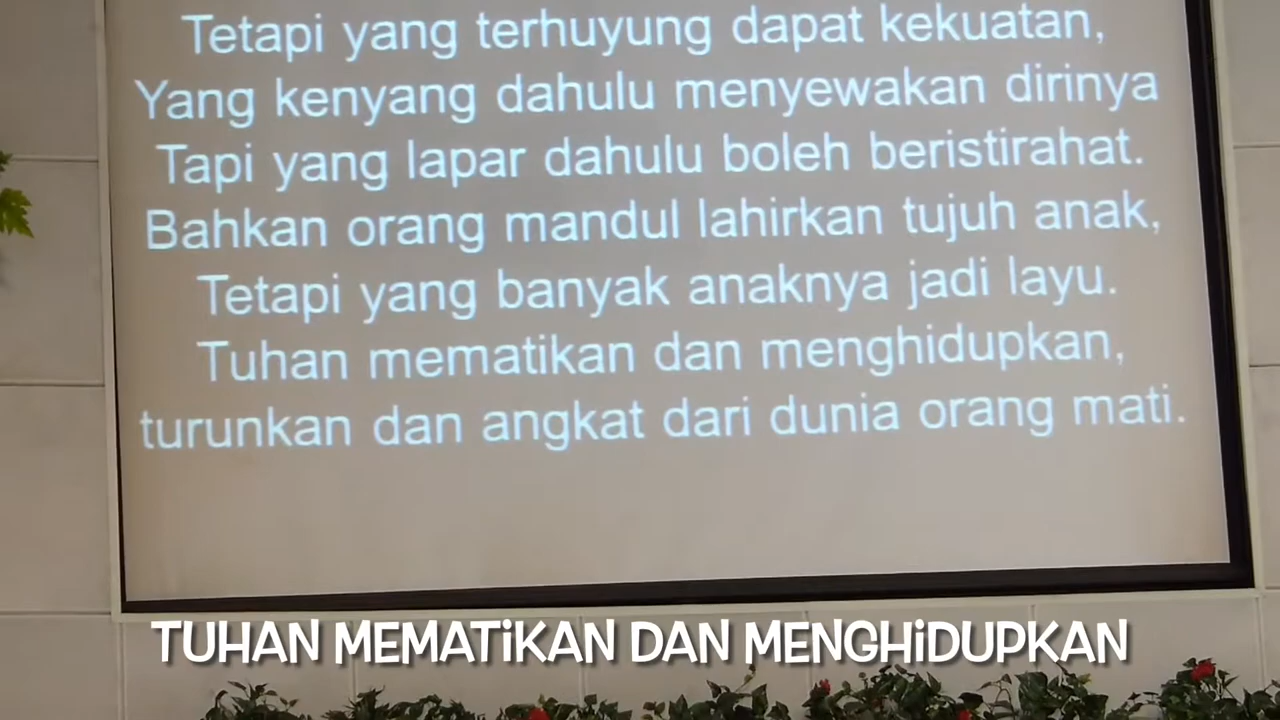 Tetapi yang terhuyung dapat kekuatan,
Yang kenyang dahulu menyewakan dirinya
Tapi yang lapar dahulu boleh beristirahat.
Bahkan orang mandul lahirkan tujuh anak,
Tetapi yang banyak anaknya jadi layu.
Tuhan mematikan dan menghidupkan,
turunkan dan angkat dari dunia orang mati.
TUHAN MEMATiKAN DAN MENGHiDUPKAN